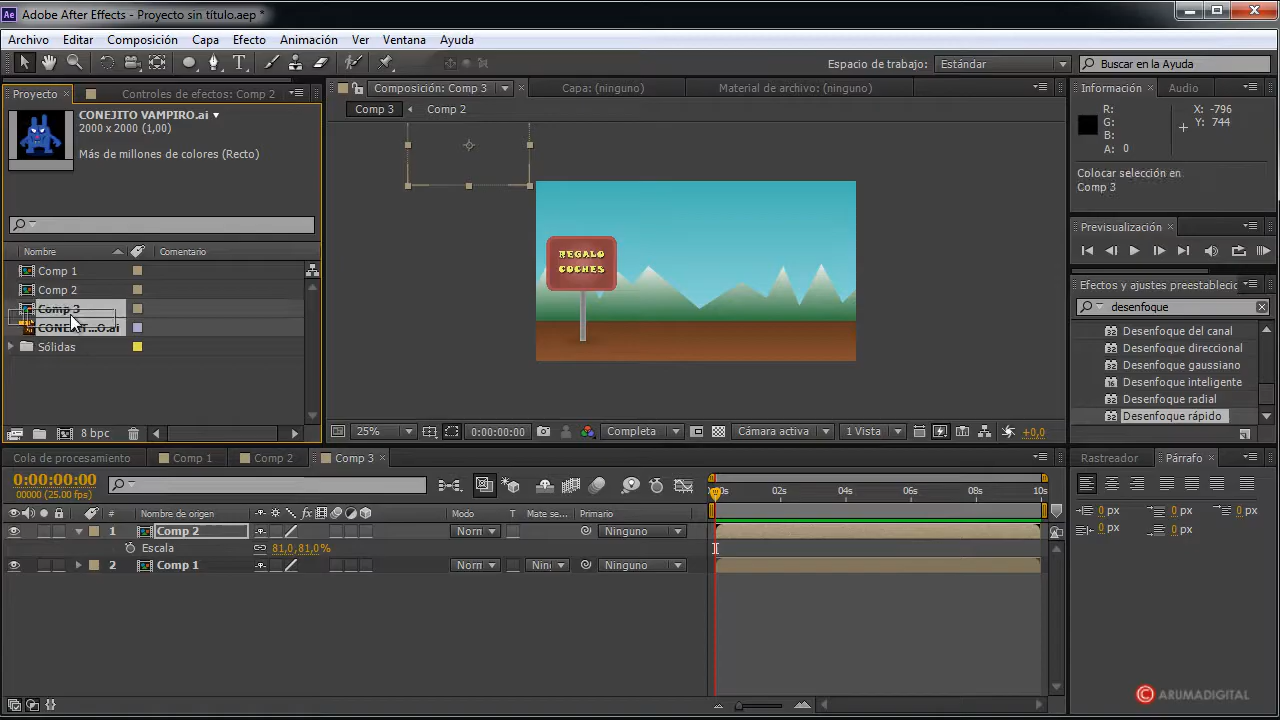 Adobe After Effects - Proyecto sin título.aep *
Archivo Editar Composición Capa Efecto Animación Ver Ventana Ayuda
Espacio de trabajo: Estándar Buscar en la Ayuda
Proyecto × Controles de efectos: Comp 2
Composición: Comp 3 Capa: (ninguno) Material de archivo: (ninguno)
Información × Audio
CONEJITO VAMPIRO.ai
2000 x 2000 (1,00)
Más de millones de colores (Recto)
Comp 3 Comp 2
R:
G:
B:
A: 0
X: -796
Y: 744
Colocar selección en
Comp 3
Previsualización ×
Nombre Comentario
Comp 1
Comp 2
Comp 3
CONEJIT...O.ai
Sólidas
REGALO
COCHES
Efectos y ajustes preestablecic
desenfoque
Desenfoque del canal
Desenfoque direccional
Desenfoque gaussiano
Desenfoque inteligente
Desenfoque radial
Desenfoque rápido
8 bpc
25% 0:00:00:00 Completa Cámara activa 1 Vista +0,0
Cola de procesamiento Comp 1 Comp 2 Comp 3 ×
Rastreador Párrafo ×
0:00:00:00
00000 (25.00 fps)
:00s 02s 04s 06s 08s 10s
# Nombre de origen fx Modo T Mate se... Primario
1 Comp 2 Norn Ninguno
Escala 81,0,81,0%
2 Comp 1 Norn Nin Ninguno
0 px 0 px 0 px
0 px 0 px
© ARUMADIGITAL